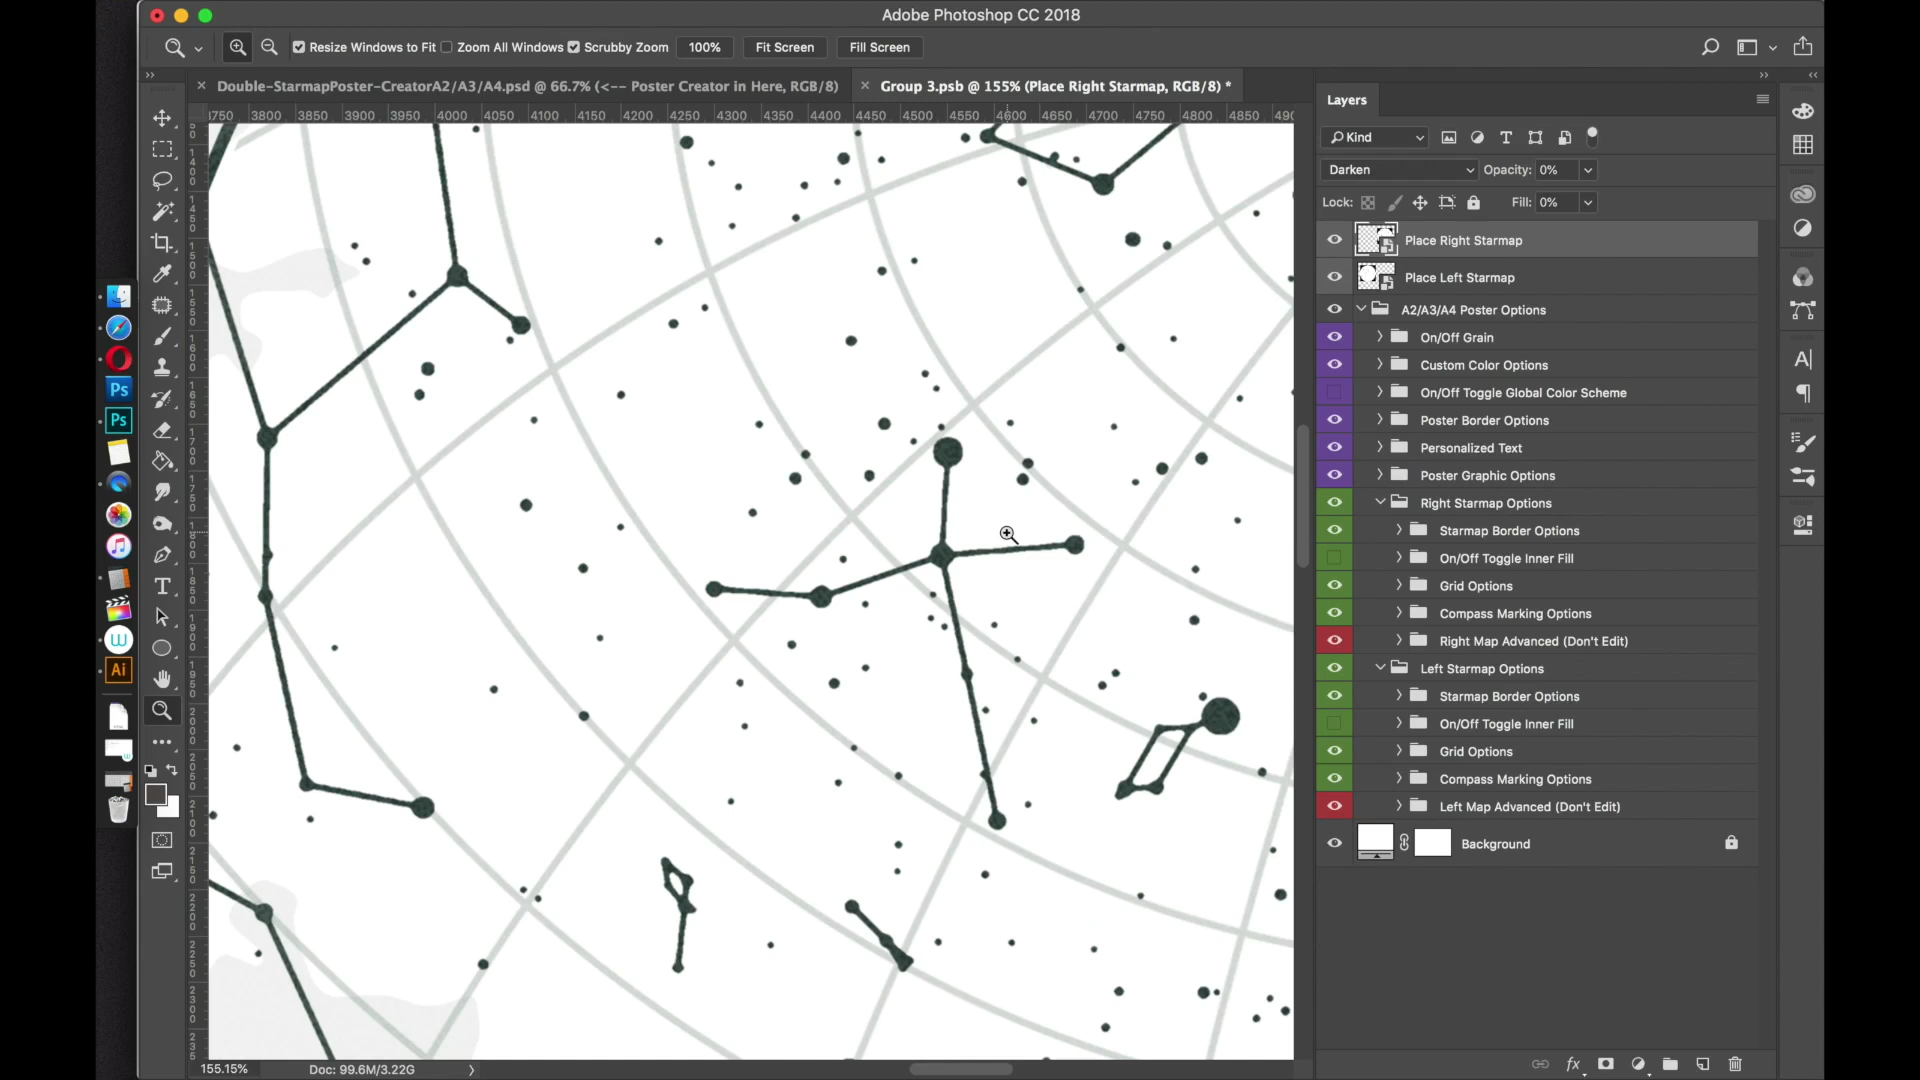 Adobe Photoshop CC 2018
Resize Windows to Fit Zoom All Windows Scrubby Zoom 100% Fit Screen Fill Screen
Double-StarmapPoster-CreatorA2/A3/A4.psd @ 66.7% (<-- Poster Creator in Here, RGB/8)
Group 3.psb @ 155% (Place Right Starmap, RGB/8) *
3800 3850 3900 3950 4000 4050 4100 4150 4200 4250 4300 4350 4400 4450 4500 4550 4600 4650 4700 4750 4800 4850
Layers
Kind
Darken Opacity: 0%
Lock: Fill: 0%
Place Right Starmap
Place Left Starmap
A2/A3/A4 Poster Options
On/Off Grain
Custom Color Options
On/Off Toggle Global Color Scheme
Poster Border Options
Personalized Text
Poster Graphic Options
Right Starmap Options
Starmap Border Options
On/Off Toggle Inner Fill
Grid Options
Compass Marking Options
Right Map Advanced (Don't Edit)
Left Starmap Options
Starmap Border Options
On/Off Toggle Inner Fill
Grid Options
Compass Marking Options
Left Map Advanced (Don't Edit)
Background
Ps
Ps
Ai
155.15% Doc: 99.6M/3.22G